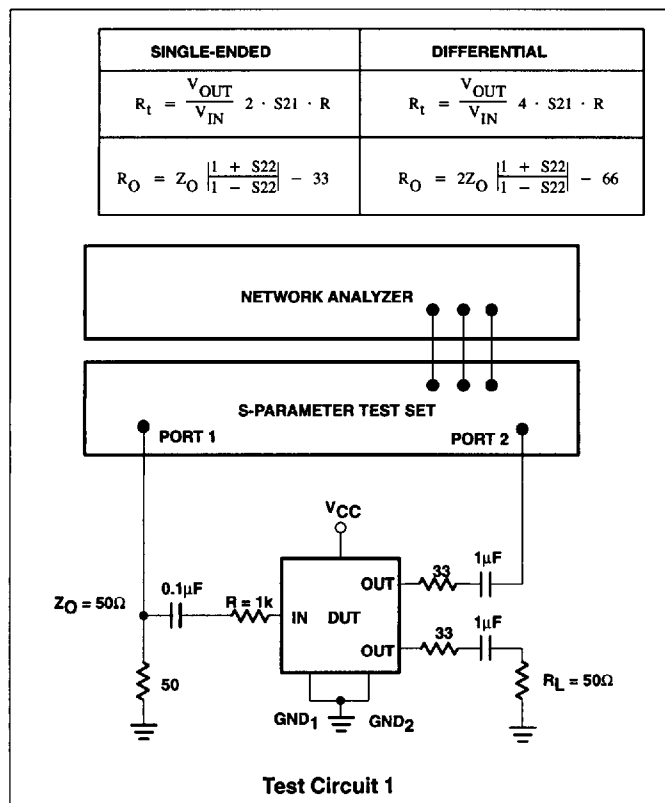 SINGLE-ENDED DIFFERENTIAL
R_t = V_OUT / V_IN 2 · S21 · R R_t = V_OUT / V_IN 4 · S21 · R
R_O = Z_O |1 + S22 / 1 − S22| − 33 R_O = 2Z_O |1 + S22 / 1 − S22| − 66
NETWORK ANALYZER
S-PARAMETER TEST SET
PORT 1 PORT 2
V_CC
33 1μF
OUT
0.1μF
Z_O = 50Ω R = 1k IN DUT
33 1μF
OUT
50 R_L = 50Ω
GND_1 GND_2
Test Circuit 1